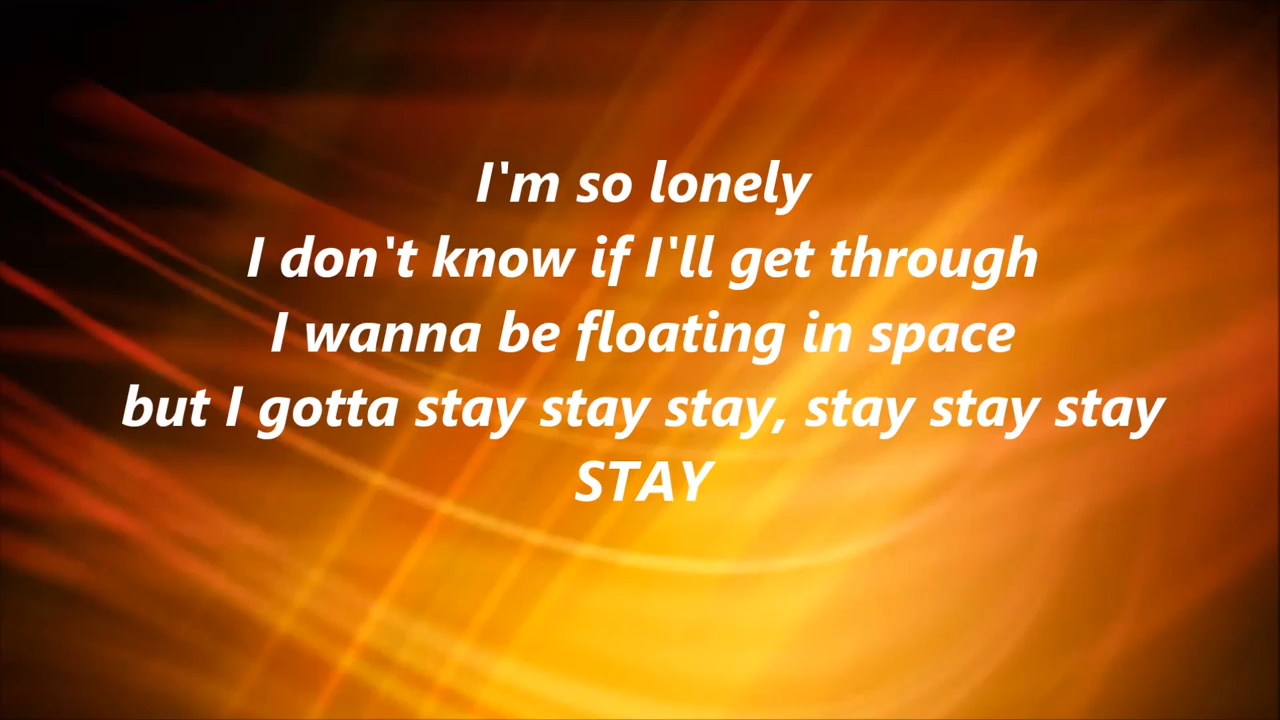 I'm so lonely
I don't know if I'll get through
I wanna be floating in space
but I gotta stay stay stay, stay stay stay
STAY